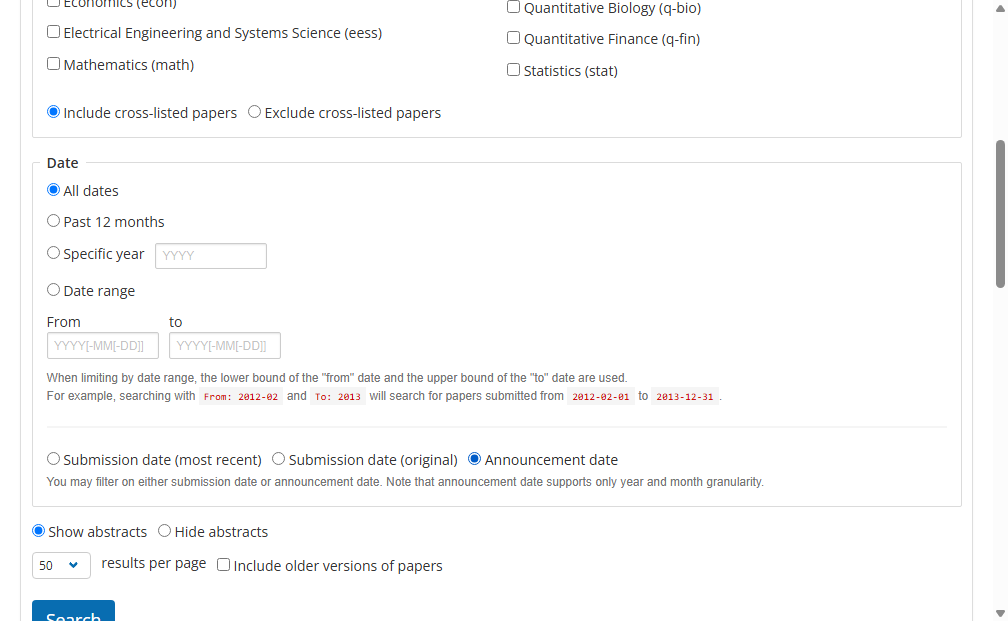 Economics (econ)
Quantitative Biology (q-bio)
Electrical Engineering and Systems Science (eess)
Quantitative Finance (q-fin)
Mathematics (math)
Statistics (stat)
Include cross-listed papers Exclude cross-listed papers
Date
All dates
Past 12 months
Specific year YYYY
Date range
From to
YYYY[-MM[-DD]] YYYY[-MM[-DD]]
When limiting by date range, the lower bound of the "from" date and the upper bound of the "to" date are used.
For example, searching with From: 2012-02 and To: 2013 will search for papers submitted from 2012-02-01 to 2013-12-31.
Submission date (most recent) Submission date (original) Announcement date
You may filter on either submission date or announcement date. Note that announcement date supports only year and month granularity.
Show abstracts Hide abstracts
50 results per page Include older versions of papers
Search